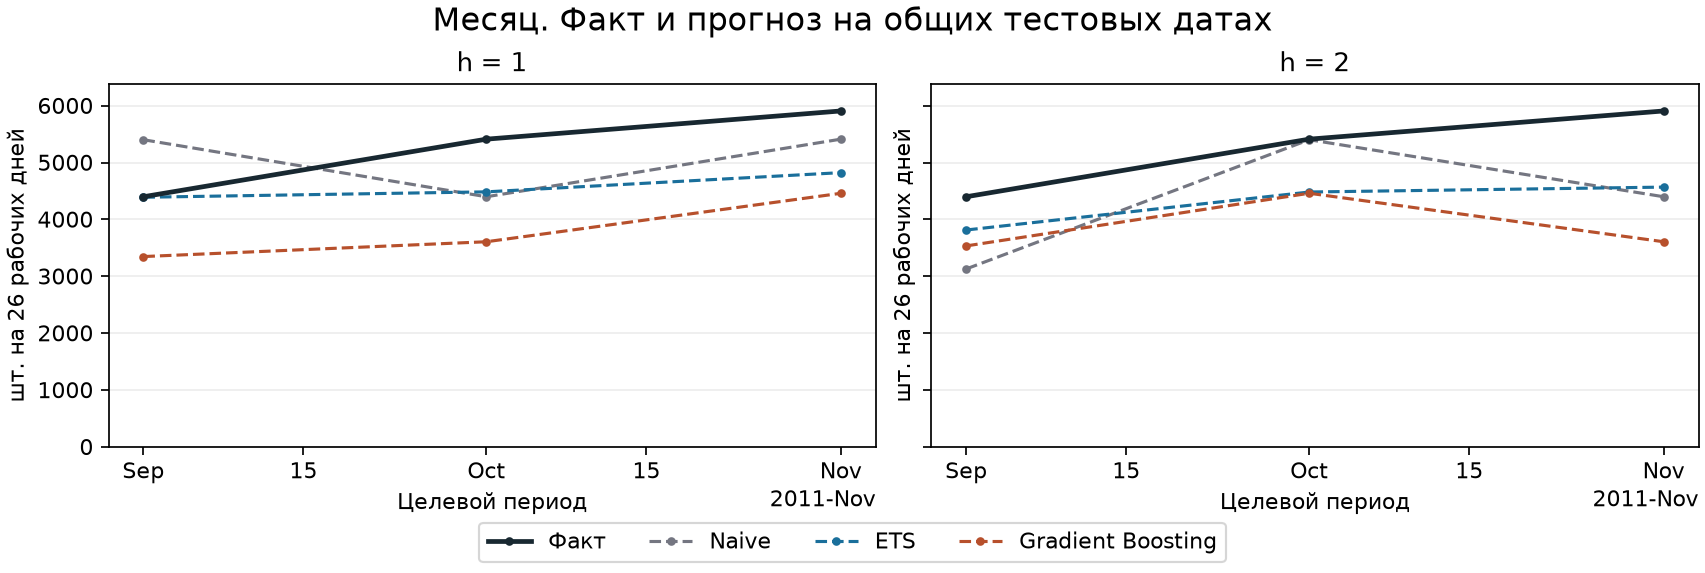 Месяц. Факт и прогноз на общих тестовых датах
h = 1
шт. на 26 рабочих дней
6000
5000
4000
3000
2000
1000
0
Sep 15 Oct 15 Nov
2011-Nov
Целевой период
h = 2
шт. на 26 рабочих дней
Sep 15 Oct 15 Nov
2011-Nov
Целевой период
Факт Naive ETS Gradient Boosting